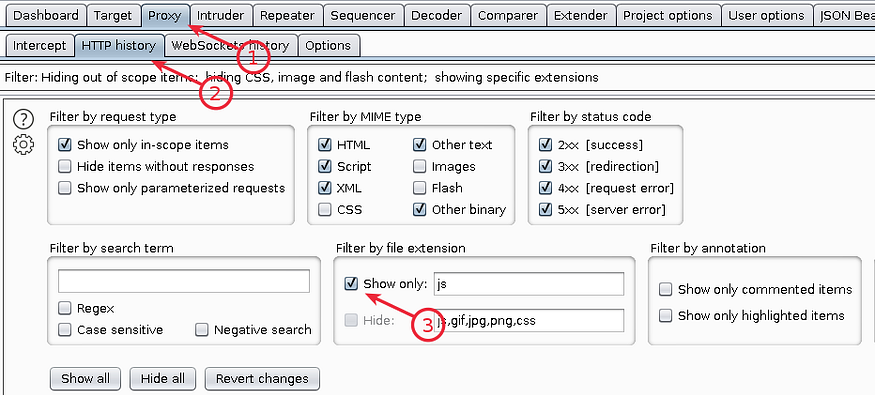 Dashboard Target Proxy Intruder Repeater Sequencer Decoder Comparer Extender Project options User options JSON Bea
1
Intercept HTTP history WebSockets history Options
2
Filter: Hiding out of scope items; hiding CSS, image and flash content; showing specific extensions
Filter by request type Filter by MIME type Filter by status code
?
Show only in-scope items HTML Other text 2xx [success]
Hide items without responses Script Images 3xx [redirection]
Show only parameterized requests XML Flash 4xx [request error]
CSS Other binary 5xx [server error]
Filter by search term Filter by file extension Filter by annotation
Show only: js Show only commented items
Regex Hide: js,gif,jpg,png,css Show only highlighted items
3
Case sensitive Negative search
Show all Hide all Revert changes